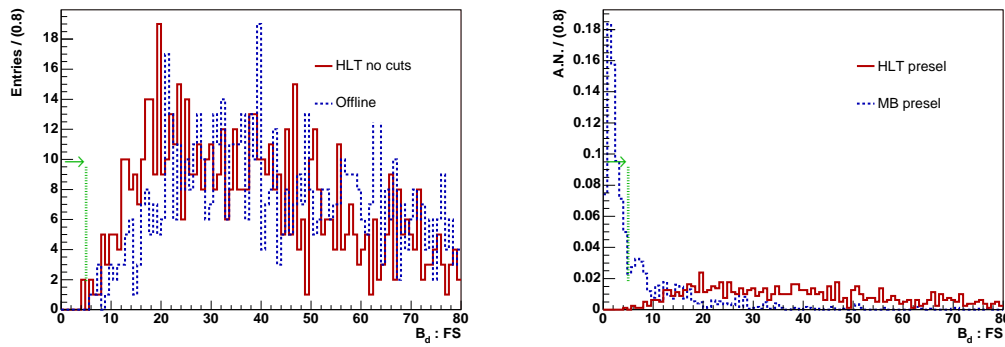 Entries / (0.8)
18
16
14
12
10
8
6
4
2
0
HLT no cuts
Offline
0 10 20 30 40 50 60 70 80
B_d : FS
A.N. / (0.8)
0.18
0.16
0.14
0.12
0.1
0.08
0.06
0.04
0.02
0
HLT presel
MB presel
0 10 20 30 40 50 60 70 80
B_d : FS